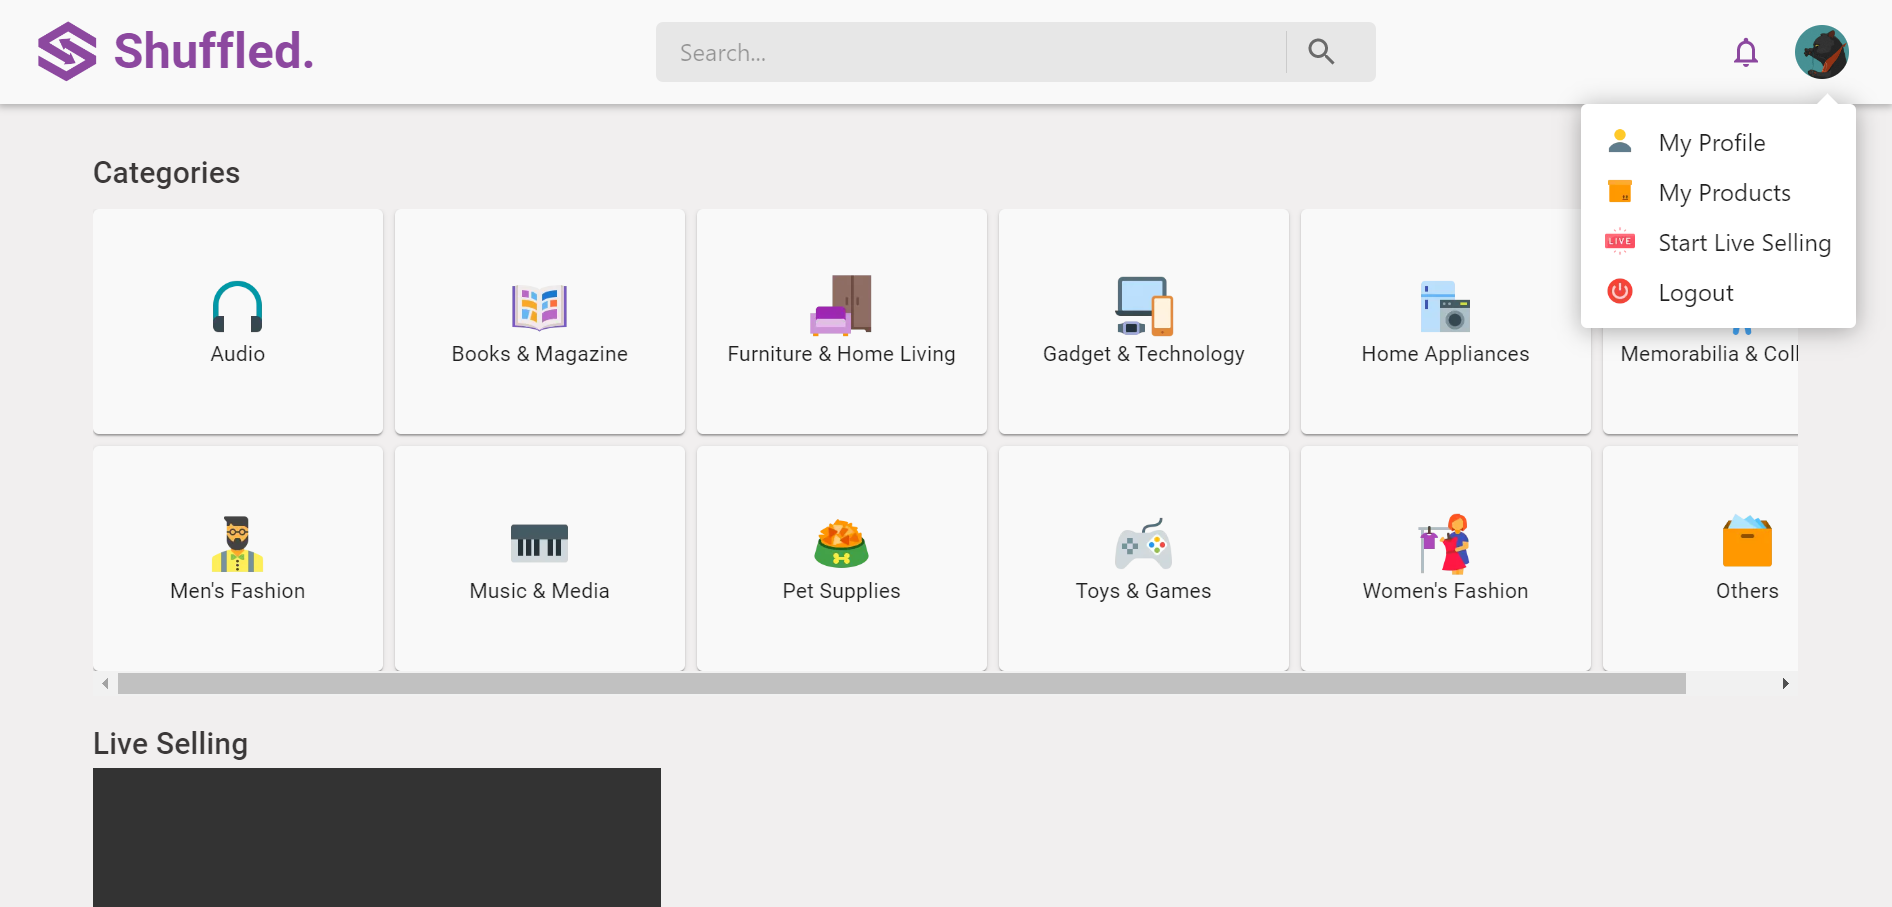 Shuffled.
Search...
My Profile
My Products
LIVE
Start Live Selling
Logout
Categories
Audio
Books & Magazine
Furniture & Home Living
Gadget & Technology
Home Appliances
Memorabilia & Coll
Men's Fashion
Music & Media
Pet Supplies
Toys & Games
Women's Fashion
Others
Live Selling